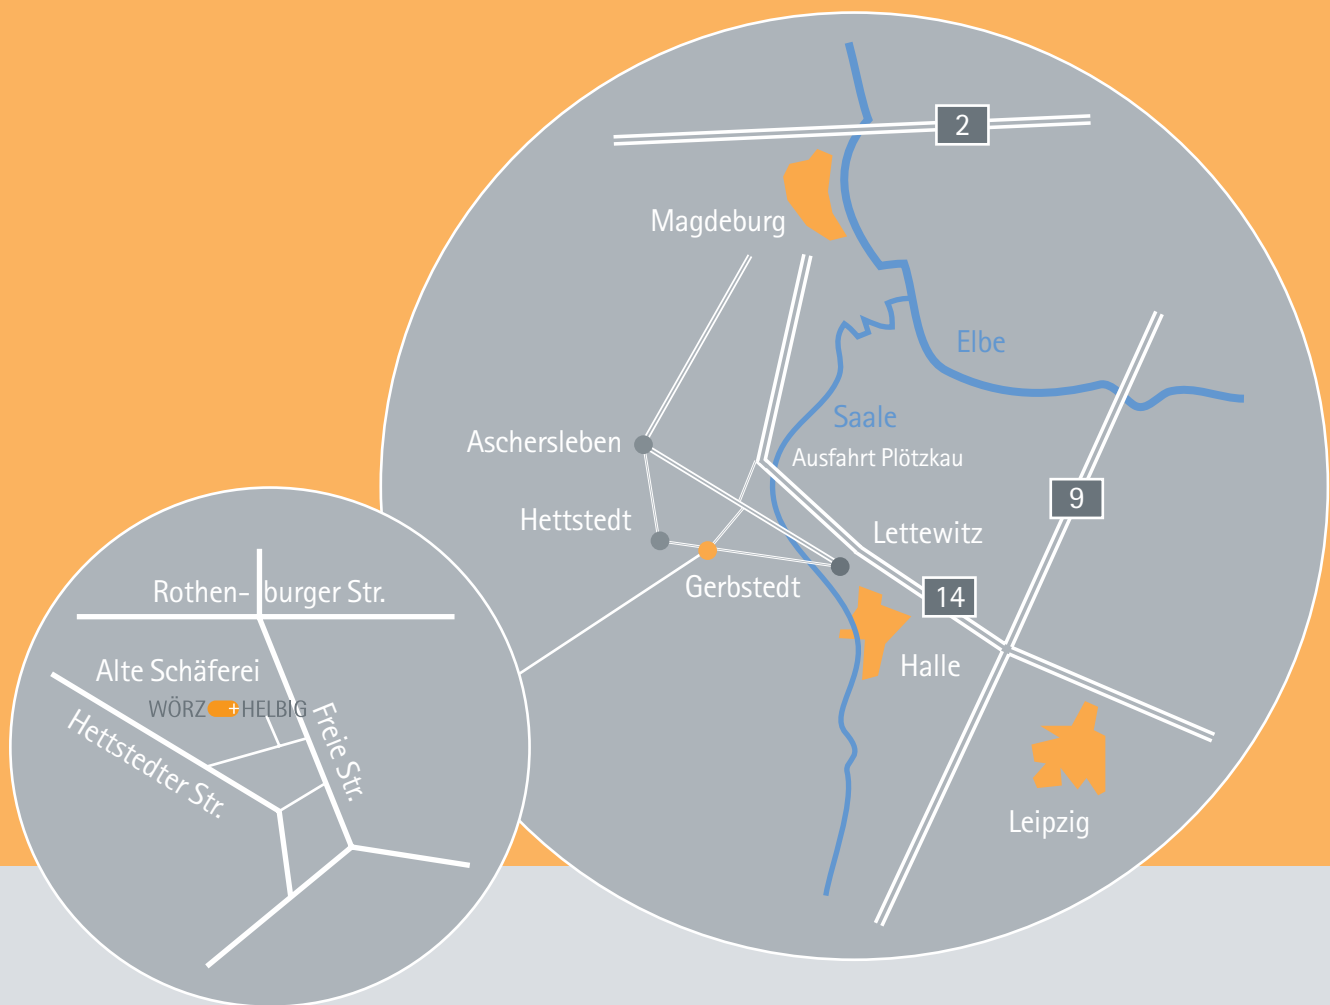 2
Magdeburg
Elbe
Saale
Aschersleben
Ausfahrt Plötzkau
9
Hettstedt
Lettewitz
Gerbstedt
14
Halle
Leipzig
Rothen- burger Str.
Alte Schäferei
WÖRZ + HELBIG
Freie Str.
Hettstedter Str.